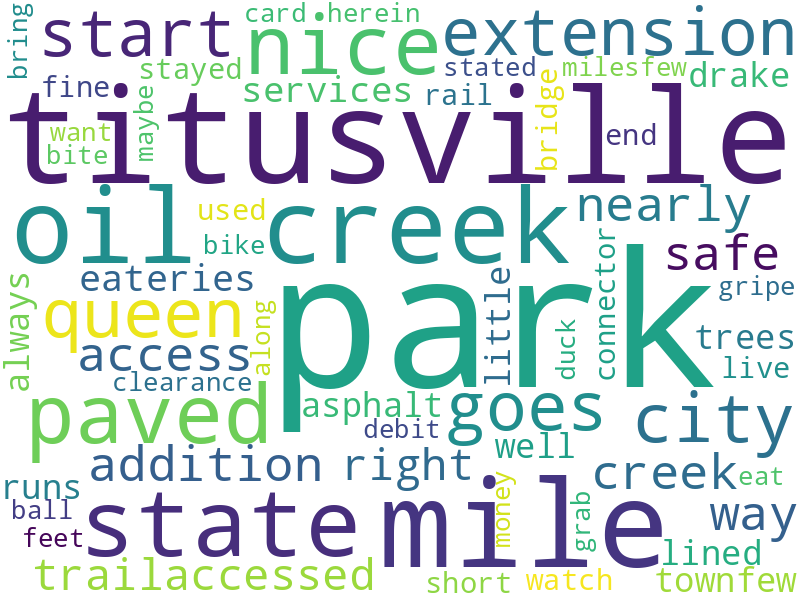 bring start card herein nice extension
fine stayed services stated rail milesfew drake
want bite maybe titusville bridge end
oil used bike creek nearly safe
always eateries queen access along clearance park little duck connector gripe trees live
paved asphalt debit goes well city
runs ball feet addition right creek eat way
state mile money grab lined
trailaccessed short watch townfew